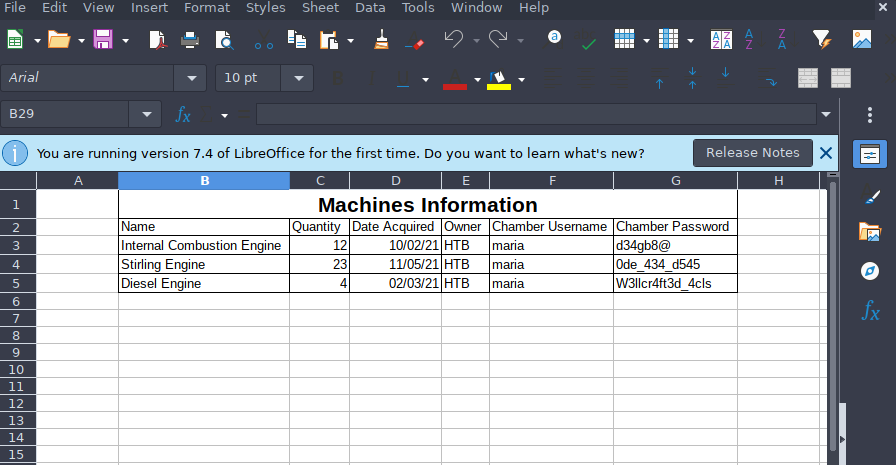 File Edit View Insert Format Styles Sheet Data Tools Window Help
Arial 10 pt
B29
You are running version 7.4 of LibreOffice for the first time. Do you want to learn what's new? Release Notes
A B C D E F G H
1 Machines Information
2 Name Quantity Date Acquired Owner Chamber Username Chamber Password
3 Internal Combustion Engine 12 10/02/21 HTB maria d34gb8@
4 Stirling Engine 23 11/05/21 HTB maria 0de_434_d545
5 Diesel Engine 4 02/03/21 HTB maria W3llcr4ft3d_4cls
6
7
8
9
10
11
12
13
14
15